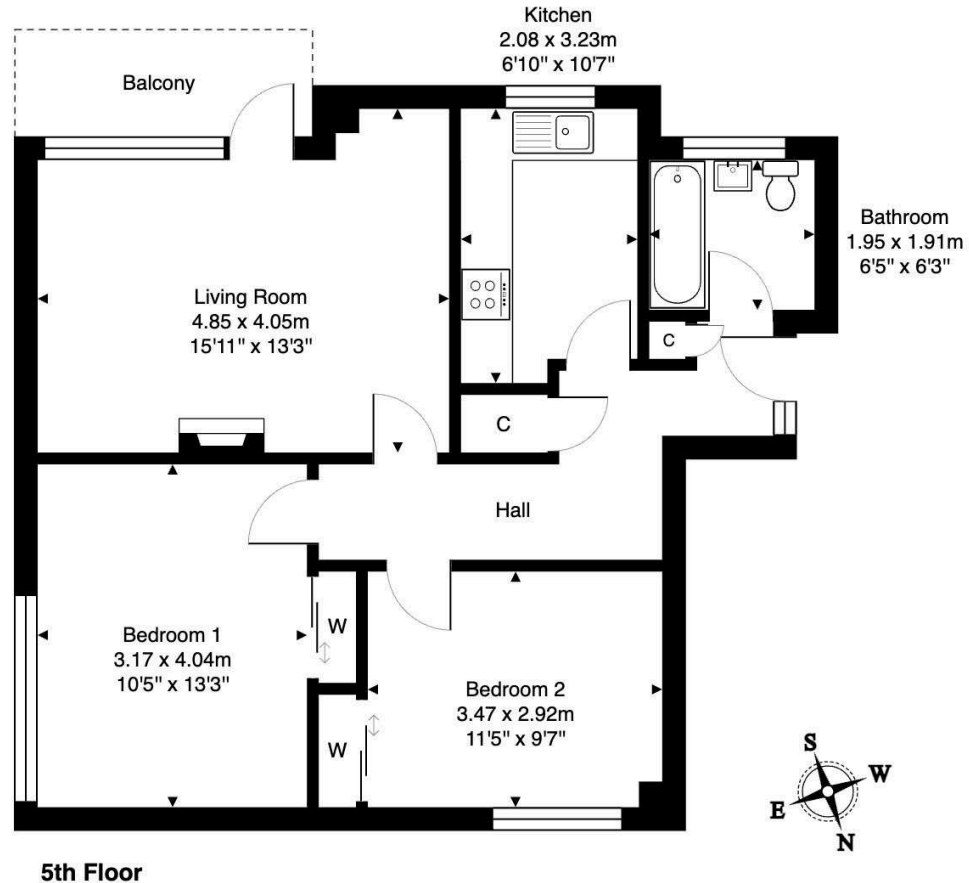 Kitchen
2.08 x 3.23m
6'10" x 10'7"
Balcony
Bathroom
1.95 x 1.91m
6'5" x 6'3"
Living Room
4.85 x 4.05m
15'11" x 13'3"
C
C
Hall
Bedroom 1
3.17 x 4.04m
10'5" x 13'3"
W
Bedroom 2
3.47 x 2.92m
11'5" x 9'7"
W
S
W
E
N
5th Floor